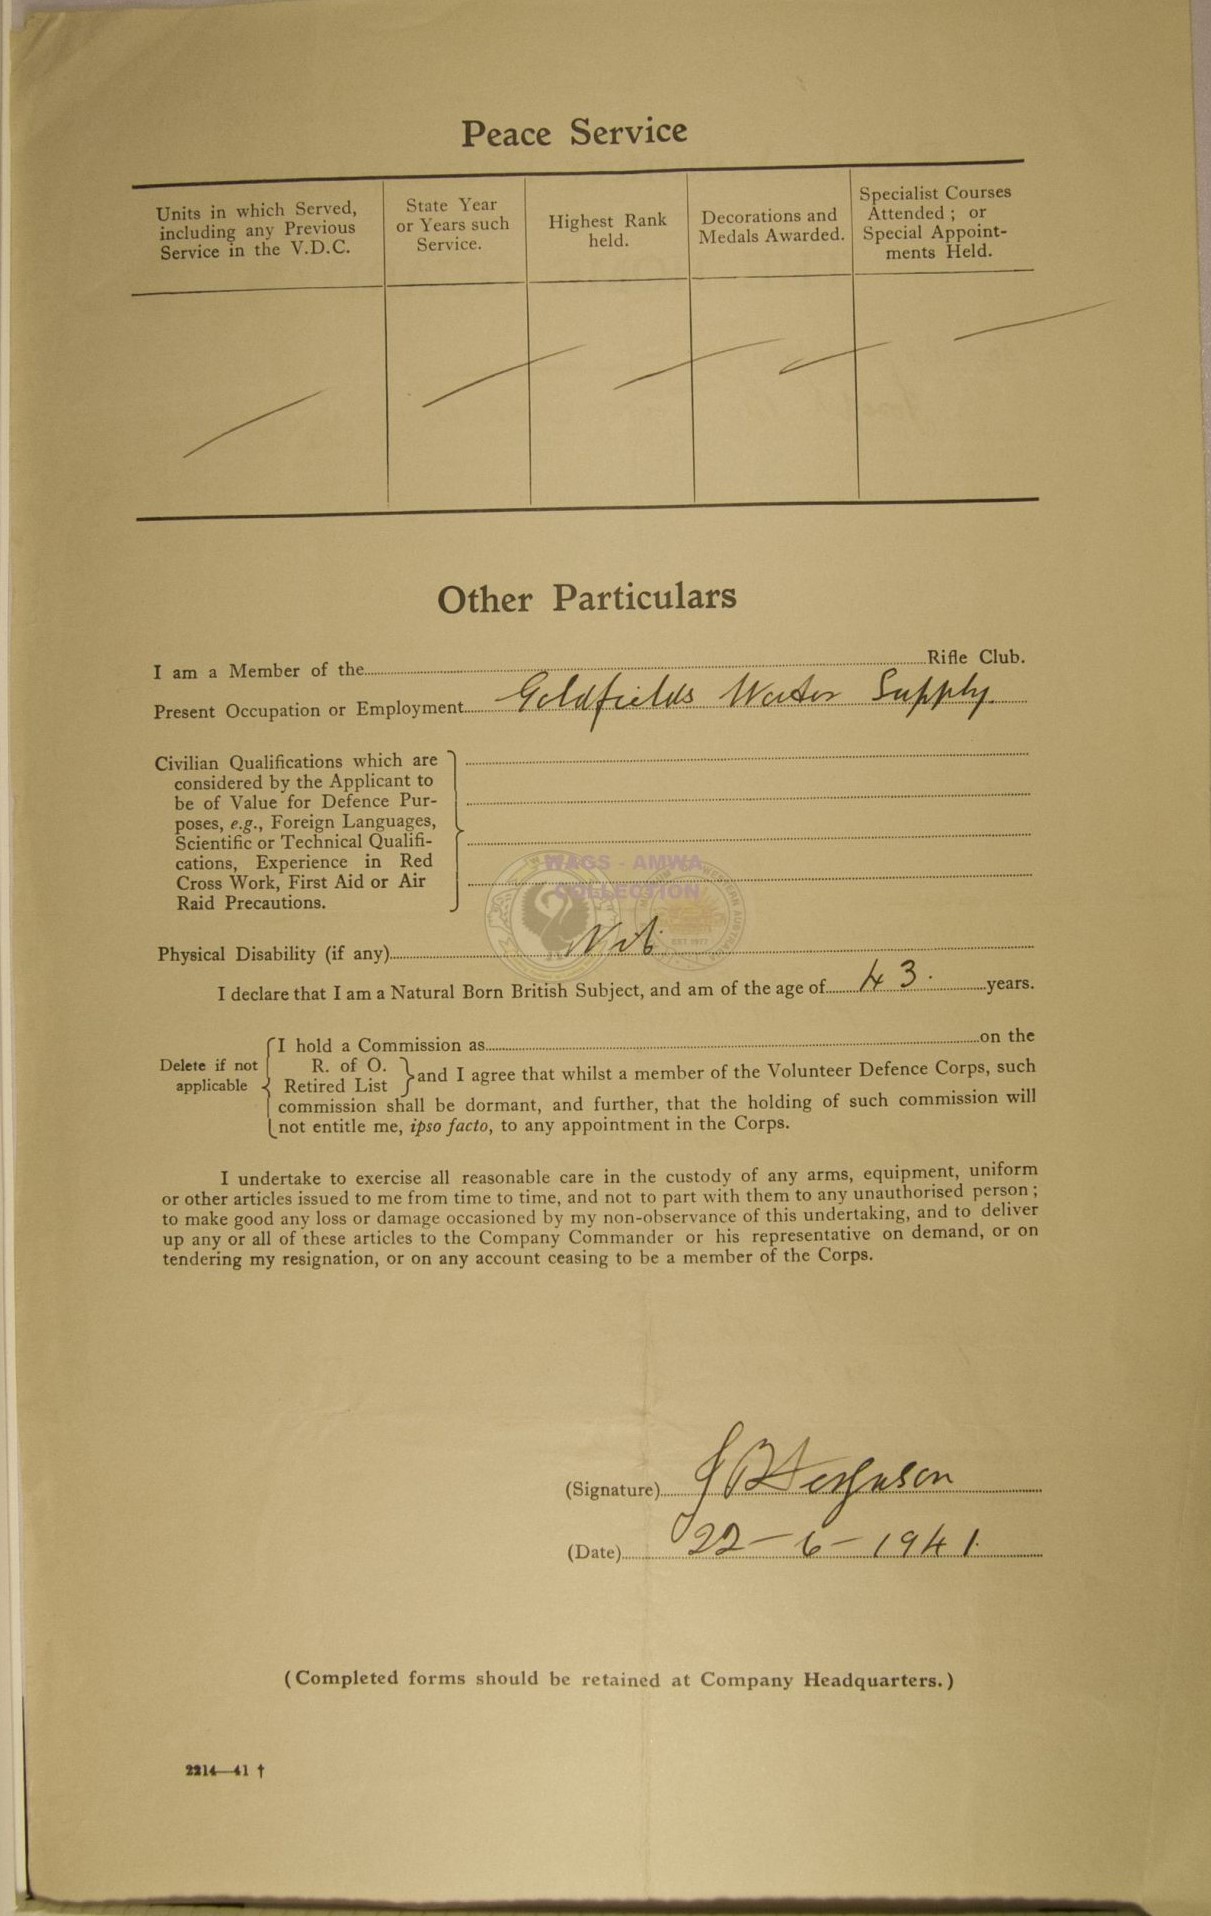 Peace Service
Units in which Served,
including any Previous
Service in the V.D.C.
State Year
or Years such
Service.
Highest Rank
held.
Decorations and
Medals Awarded.
Specialist Courses
Attended ; or
Special Appoint-
ments Held.
Other Particulars
I am a Member of the Rifle Club.
Present Occupation or Employment Goldfields Water Supply.
Civilian Qualifications which are
considered by the Applicant to
be of Value for Defence Pur-
poses, e.g., Foreign Languages,
Scientific or Technical Qualifi-
cations, Experience in Red
Cross Work, First Aid or Air
Raid Precautions.
WAGS - AMWA
COLLECTION
Physical Disability (if any) Nil
I declare that I am a Natural Born British Subject, and am of the age of 43. years.
Delete if not
applicable
I hold a Commission as on the
R. of O.
Retired List
and I agree that whilst a member of the Volunteer Defence Corps, such
commission shall be dormant, and further, that the holding of such commission will
not entitle me, ipso facto, to any appointment in the Corps.
I undertake to exercise all reasonable care in the custody of any arms, equipment, uniform
or other articles issued to me from time to time, and not to part with them to any unauthorised person ;
to make good any loss or damage occasioned by my non-observance of this undertaking, and to deliver
up any or all of these articles to the Company Commander or his representative on demand, or on
tendering my resignation, or on any account ceasing to be a member of the Corps.
(Signature) J B Ferguson
(Date) 22-6-1941.
(Completed forms should be retained at Company Headquarters.)
2214—41 †